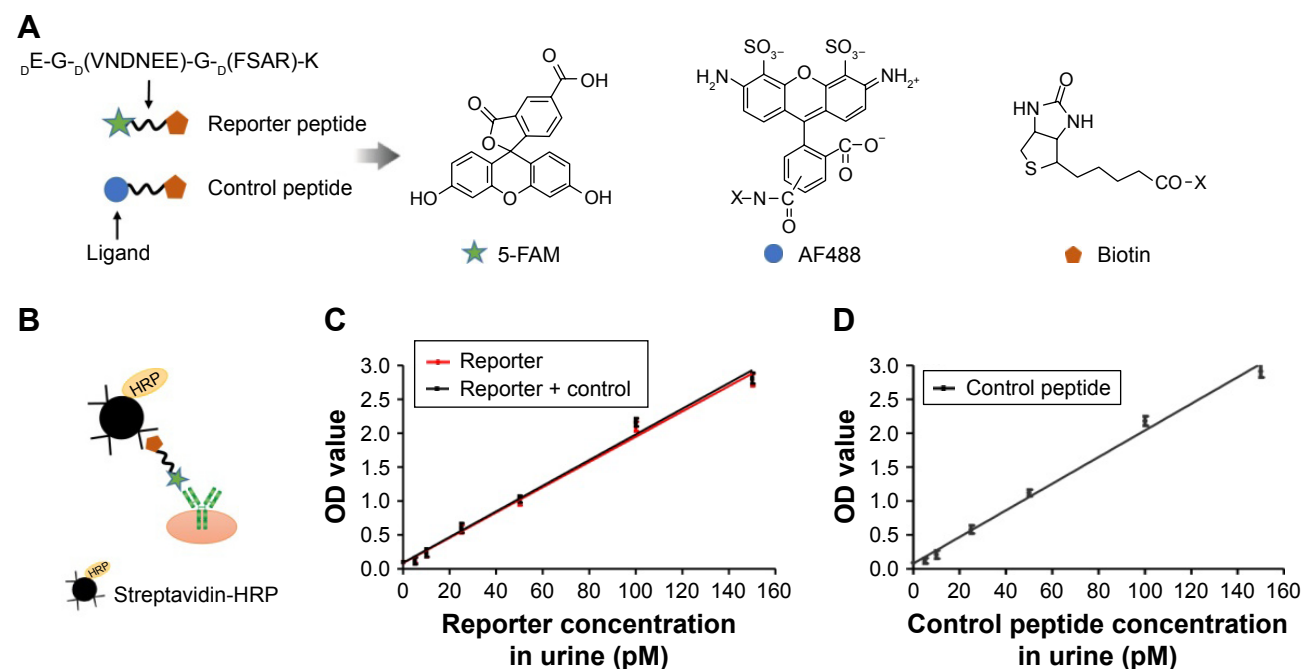 A
DE-G-D(VNDNEE)-G-D(FSAR)-K
Reporter peptide
Control peptide
Ligand
O
OH
O
O
HO
O
OH
5-FAM
SO3−
SO3−
H2N
O
NH2+
C−O−
O
X−N−C
O
AF488
O
HN
NH
S
CO−X
Biotin
B
HRP
HRP
Streptavidin-HRP
C
Reporter
Reporter + control
OD value
3.0
2.5
2.0
1.5
1.0
0.5
0.0
0 20 40 60 80 100 120 140 160
Reporter concentration
in urine (pM)
D
Control peptide
OD value
3.0
2.5
2.0
1.5
1.0
0.5
0.0
0 20 40 60 80 100 120 140 160
Control peptide concentration
in urine (pM)